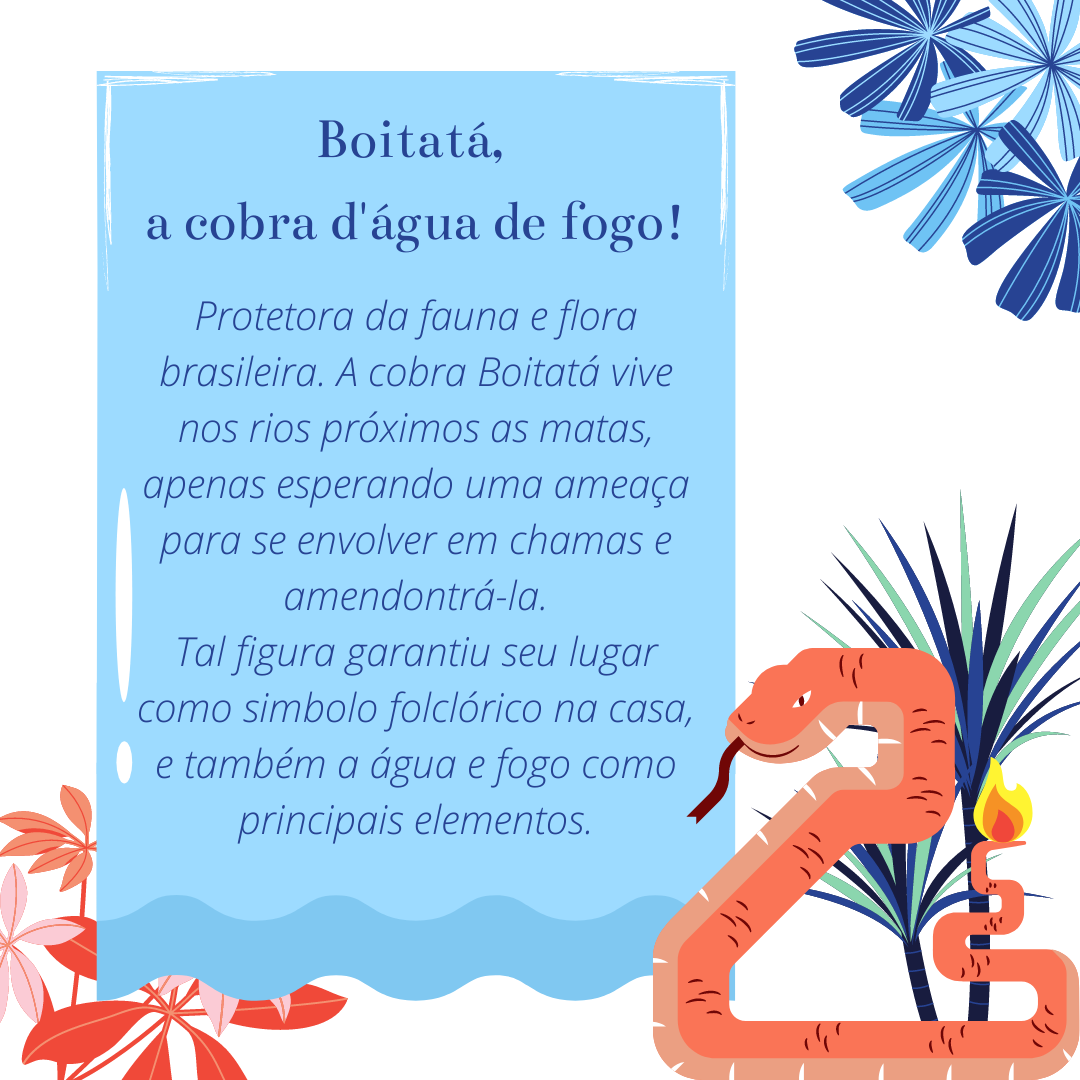 Boitatá,
a cobra d'água de fogo!
Protetora da fauna e flora
brasileira. A cobra Boitatá vive
nos rios próximos as matas,
apenas esperando uma ameaça
para se envolver em chamas e
amendontrá-la.
Tal figura garantiu seu lugar
como simbolo folclórico na casa,
e também a água e fogo como
principais elementos.